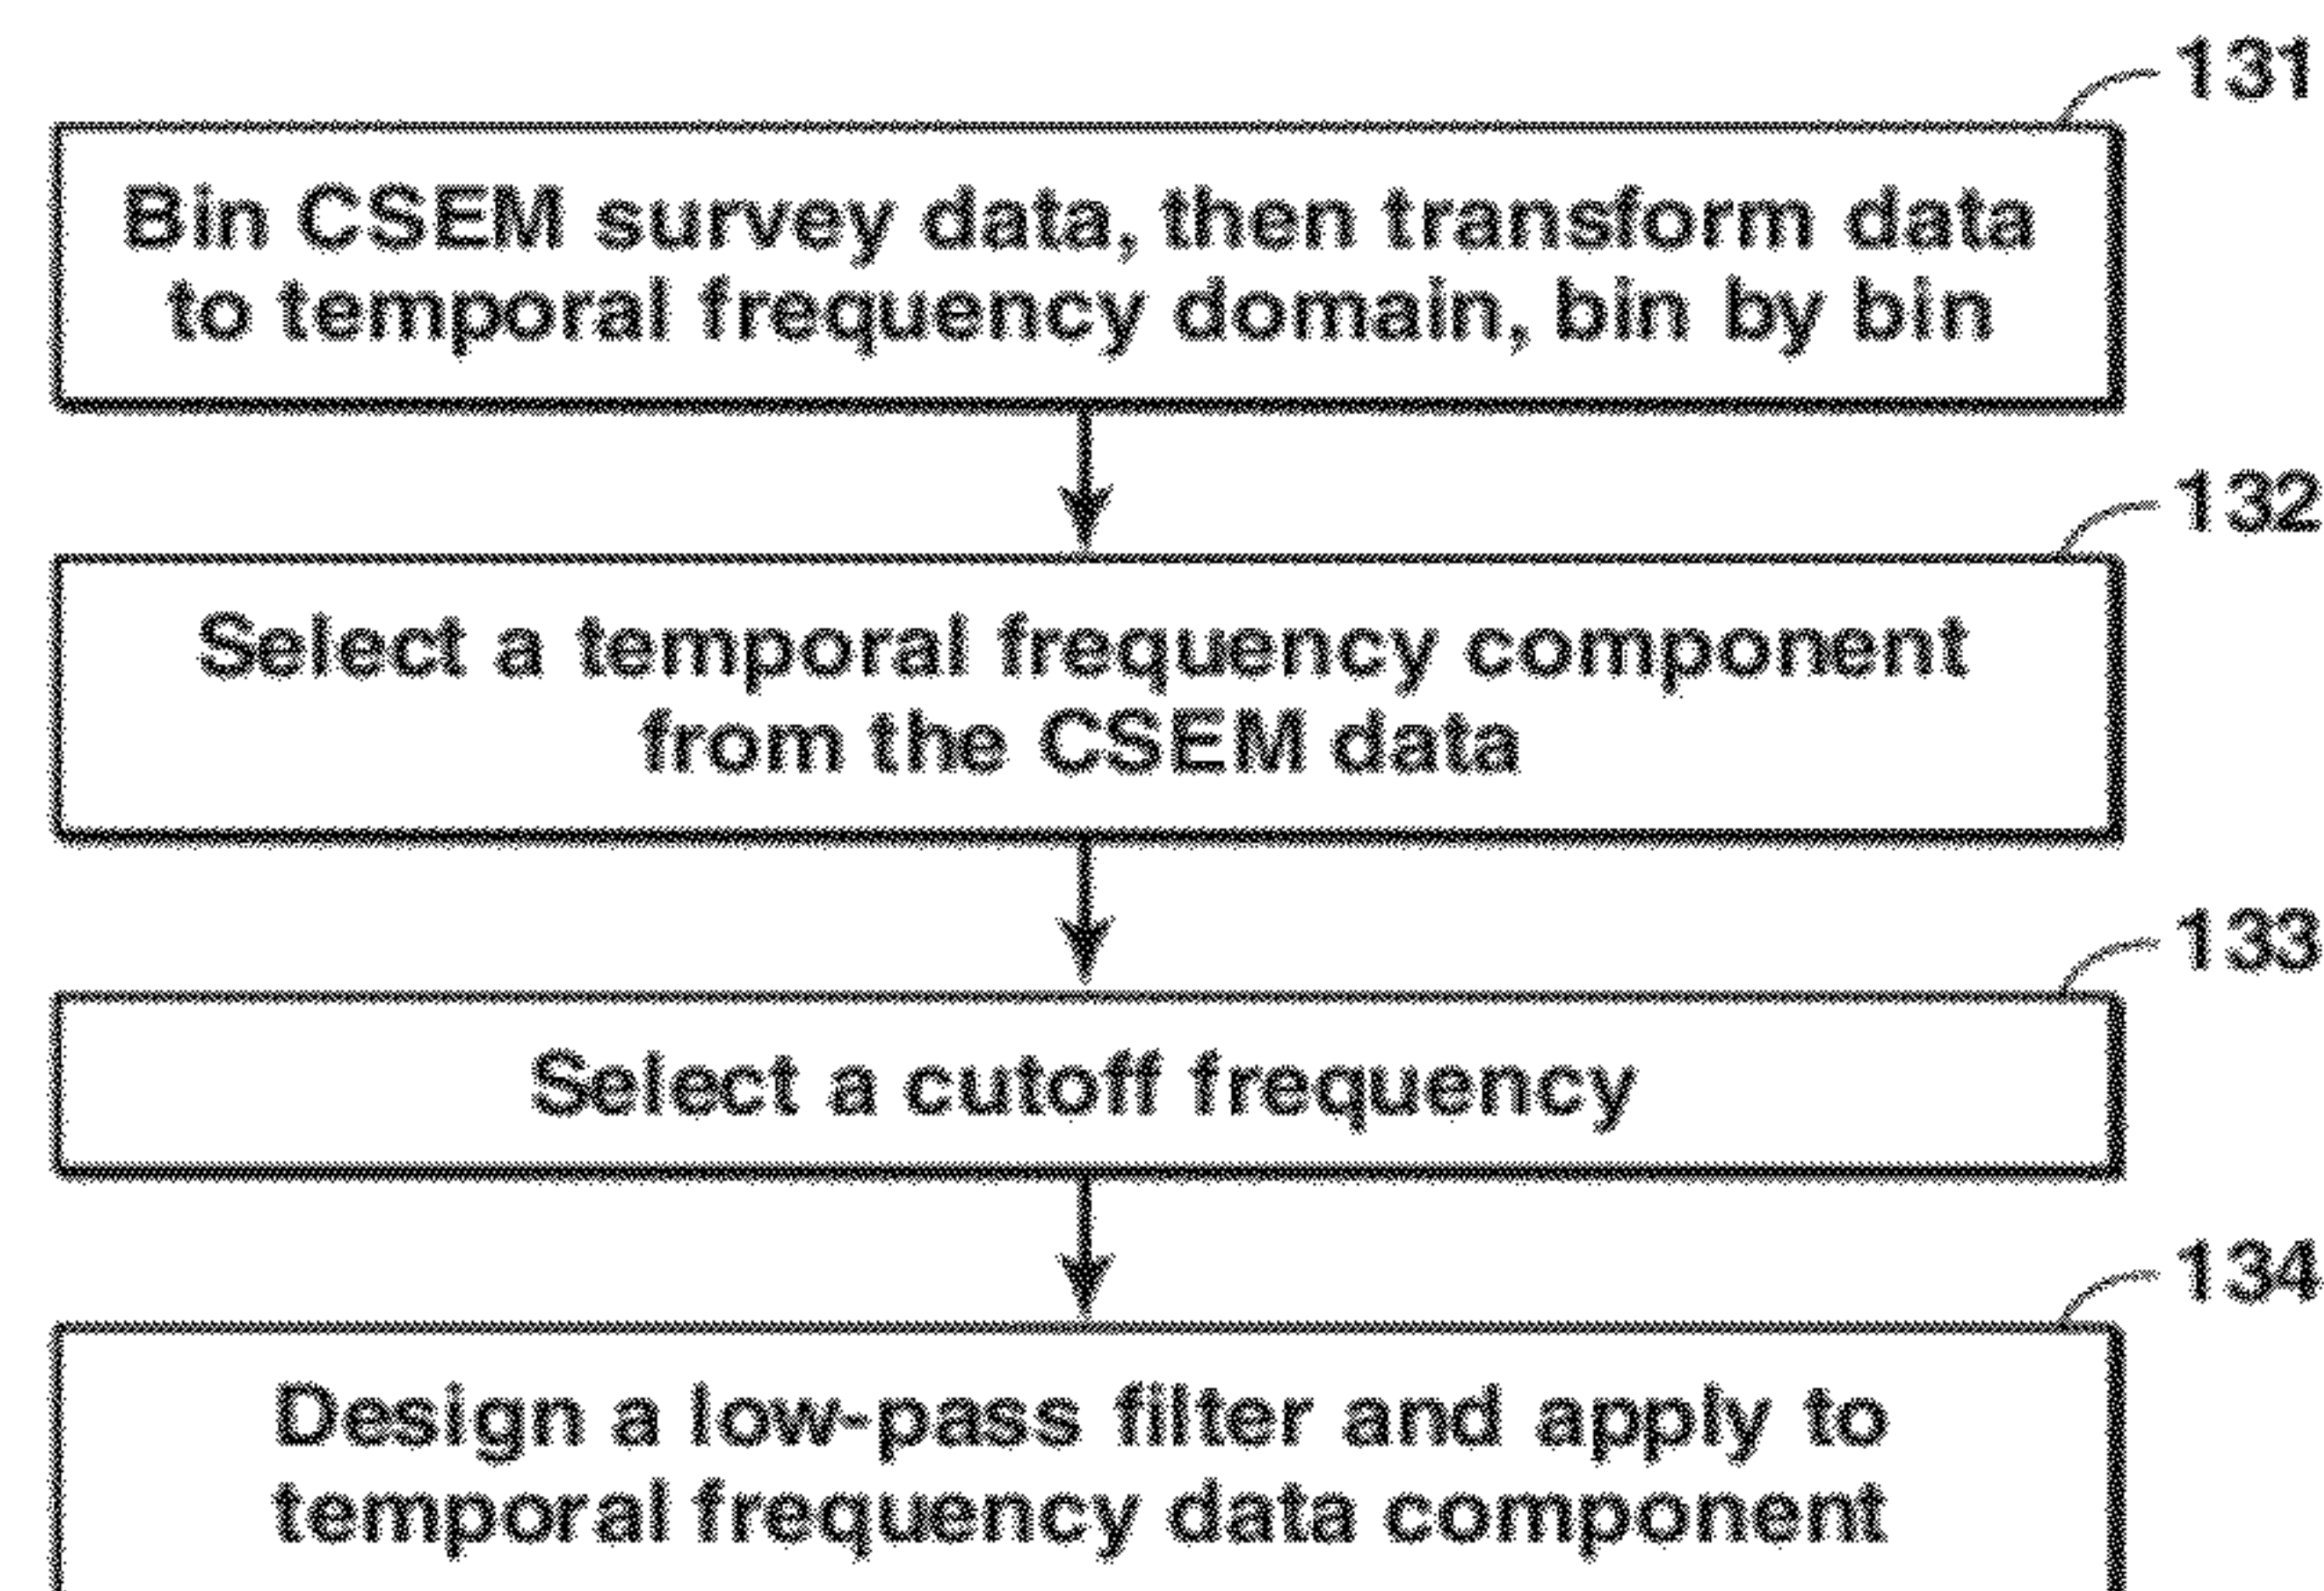 131
Bin CSEM survey data, then transform data
to temporal frequency domain, bin by bin
132
Select a temporal frequency component
from the CSEM data
133
Select a cutoff frequency
134
Design a low-pass filter and apply to
temporal frequency data component